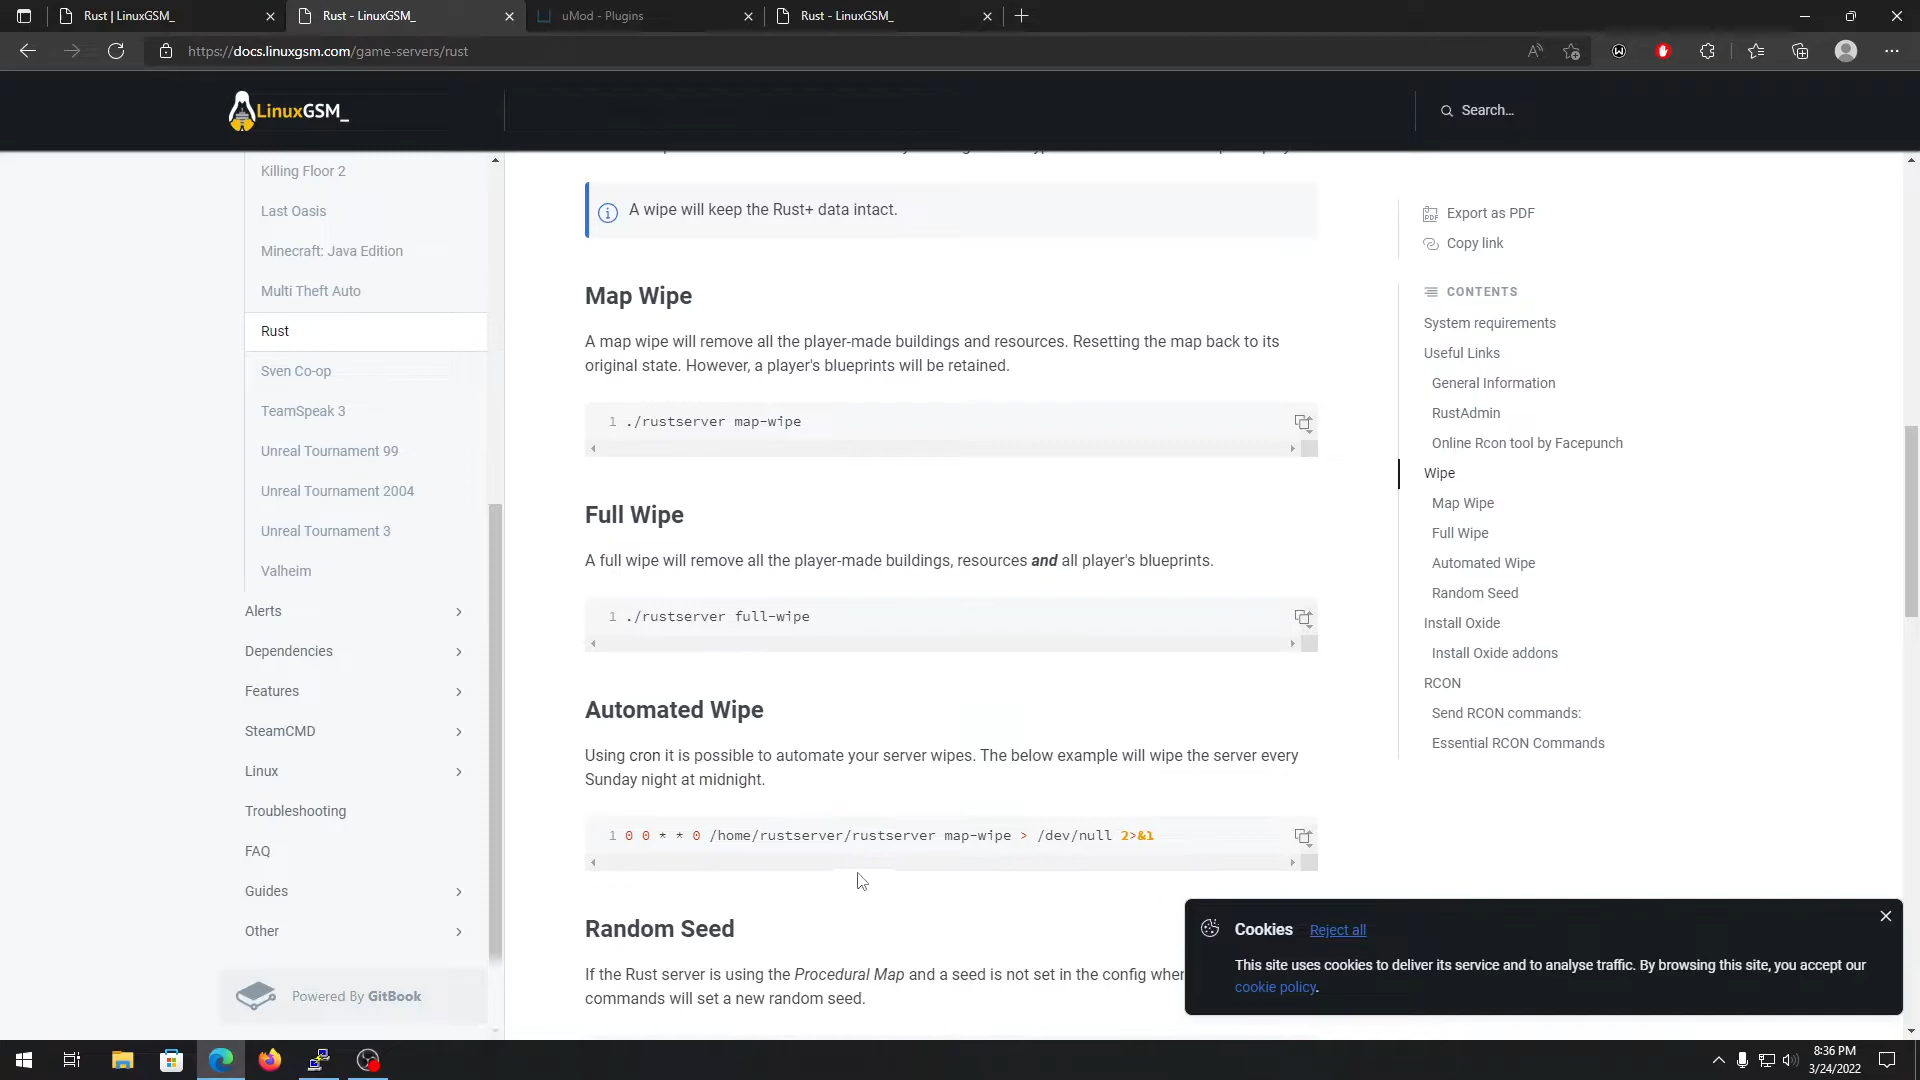 Rust | LinuxGSM_
Rust - LinuxGSM_
uMod - Plugins
Rust - LinuxGSM_
https://docs.linuxgsm.com/game-servers/rust
LinuxGSM_
Search...
Killing Floor 2
Last Oasis
Minecraft: Java Edition
Multi Theft Auto
Rust
Sven Co-op
TeamSpeak 3
Unreal Tournament 99
Unreal Tournament 2004
Unreal Tournament 3
Valheim
Alerts
Dependencies
Features
SteamCMD
Linux
Troubleshooting
FAQ
Guides
Other
Powered By GitBook
A wipe will keep the Rust+ data intact.
Map Wipe
A map wipe will remove all the player-made buildings and resources. Resetting the map back to its
original state. However, a player's blueprints will be retained.
1 ./rustserver map-wipe
Full Wipe
A full wipe will remove all the player-made buildings, resources and all player's blueprints.
1 ./rustserver full-wipe
Automated Wipe
Using cron it is possible to automate your server wipes. The below example will wipe the server every
Sunday night at midnight.
1 0 0 * * 0 /home/rustserver/rustserver map-wipe > /dev/null 2>&1
Random Seed
If the Rust server is using the Procedural Map and a seed is not set in the config wher
commands will set a new random seed.
Export as PDF
Copy link
CONTENTS
System requirements
Useful Links
General Information
RustAdmin
Online Rcon tool by Facepunch
Wipe
Map Wipe
Full Wipe
Automated Wipe
Random Seed
Install Oxide
Install Oxide addons
RCON
Send RCON commands:
Essential RCON Commands
Cookies Reject all
This site uses cookies to deliver its service and to analyse traffic. By browsing this site, you accept our
cookie policy.
8:36 PM
3/24/2022